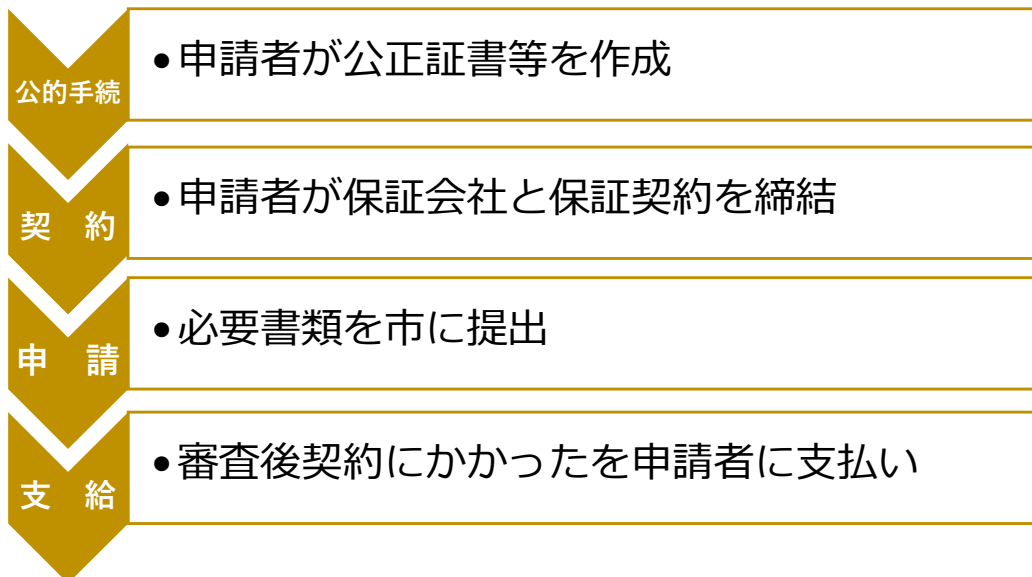 公的手続
•申請者が公正証書等を作成
契　約
•申請者が保証会社と保証契約を締結
申　請
•必要書類を市に提出
支　給
•審査後契約にかかったを申請者に支払い